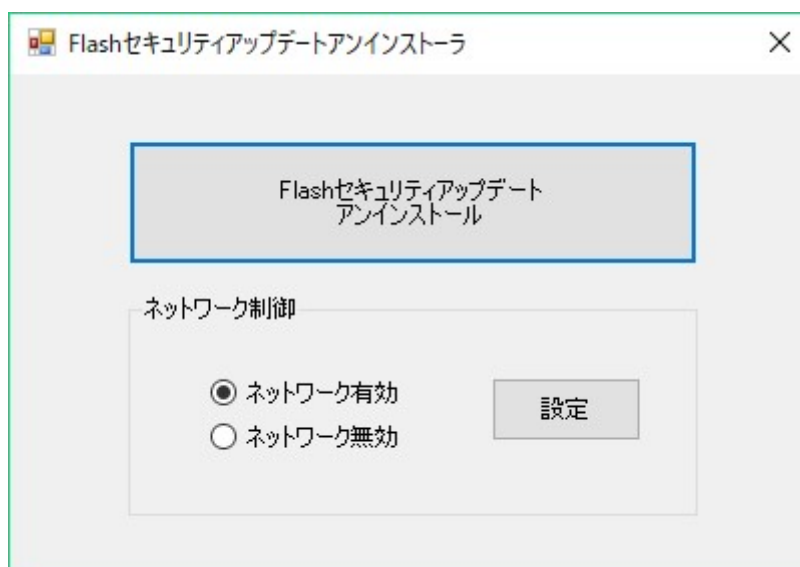 Flashセキュリティアップデートアンインストーラ
Flashセキュリティアップデート
アンインストール
ネットワーク制御
ネットワーク有効
設定
ネットワーク無効